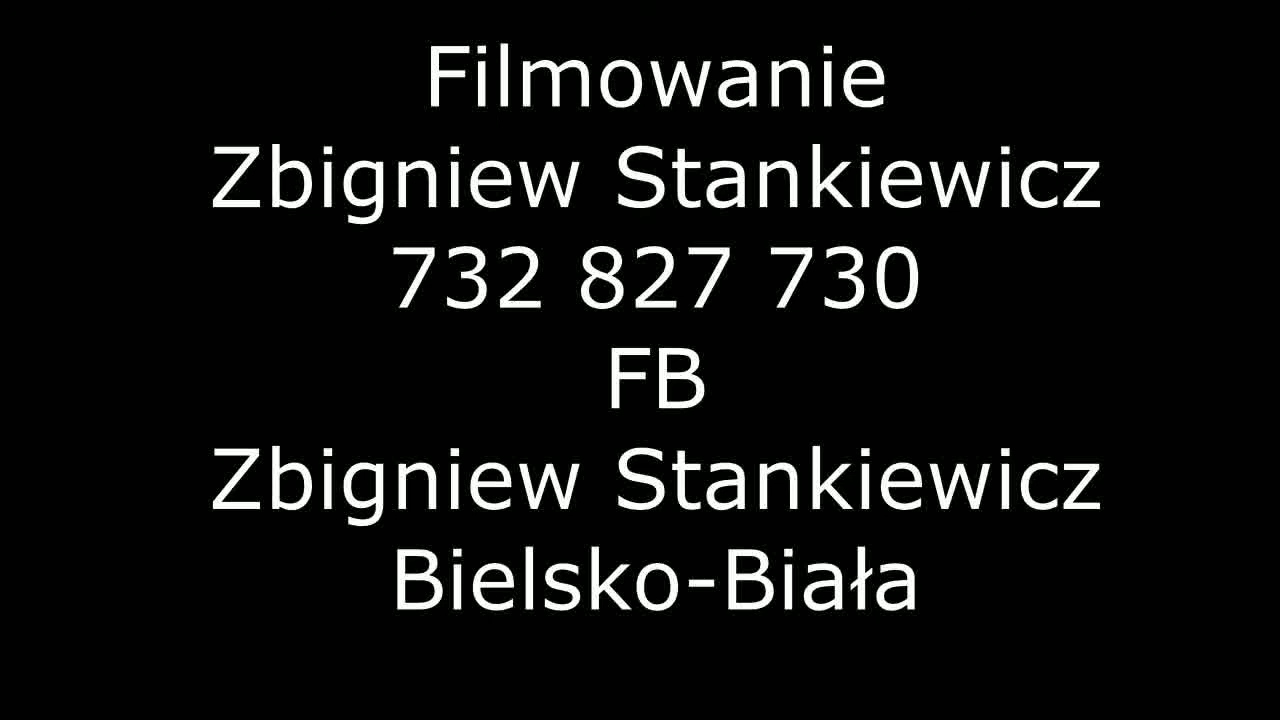 Filmowanie
Zbigniew Stankiewicz
732 827 730
FB
Zbigniew Stankiewicz
Bielsko-Biała